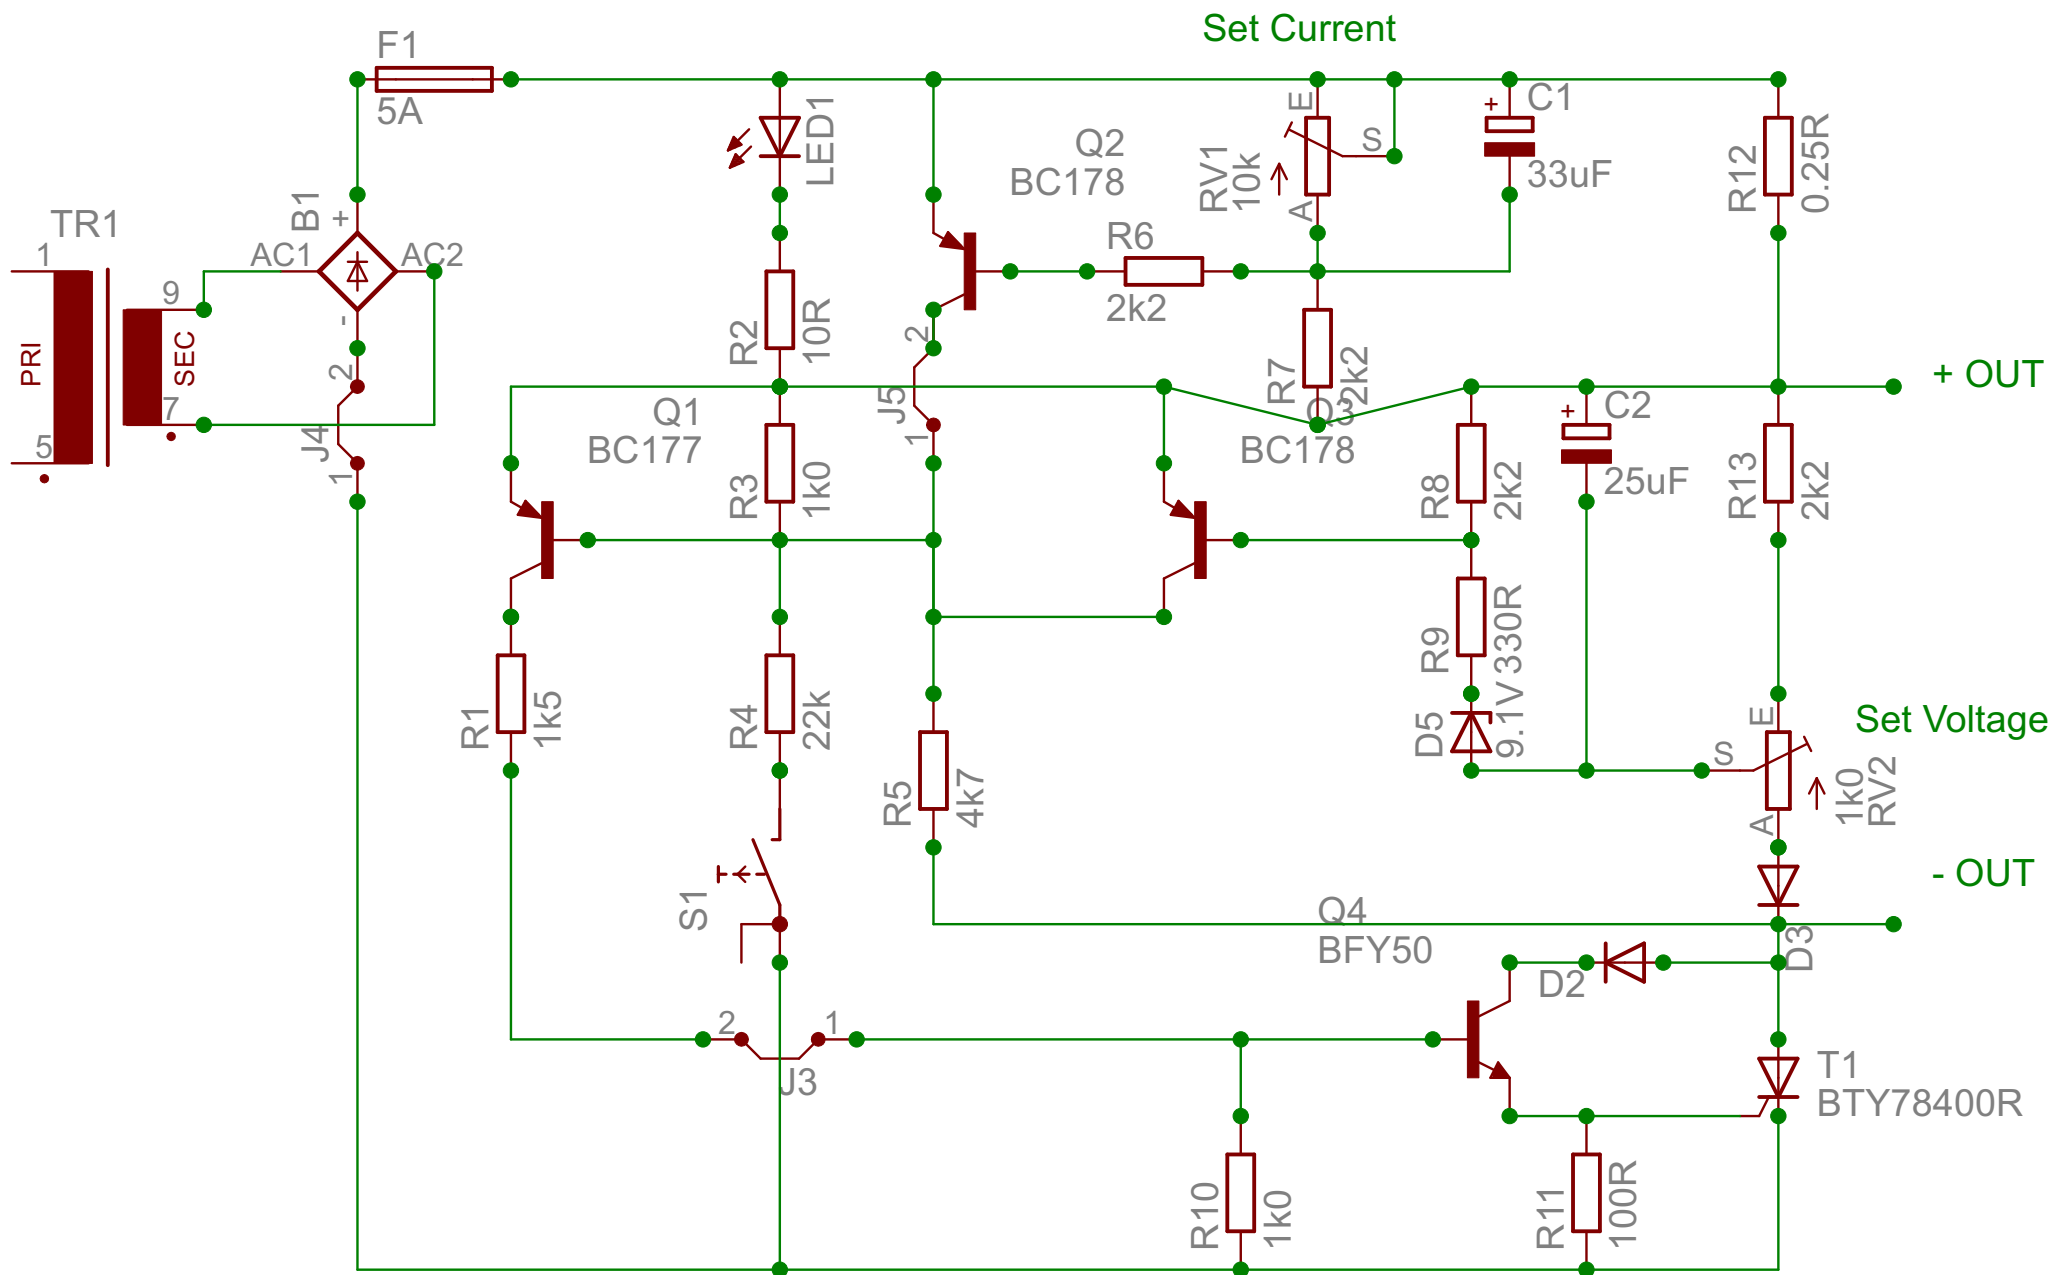 Set Current
F1
5A
LED1
Q2
BC178
RV1
10k
E
S
A
+
C1
33uF
R12
0.25R
TR1
1
5
PRI
SEC
9
7
B1
+
-
AC1
AC2
R6
2k2
R2
10R
2
J5
1
R7
2k2
+ OUT
2
J4
1
Q1
BC177
R3
1k0
Q3
BC178
R8
2k2
+
C2
25uF
R13
2k2
R1
1k5
R4
22k
R5
4k7
R9
330R
D5
9.1V
E
S
A
1k0
RV2
Set Voltage
S1
- OUT
Q4
BFY50
D2
D3
2
1
J3
T1
BTY78400R
R10
1k0
R11
100R